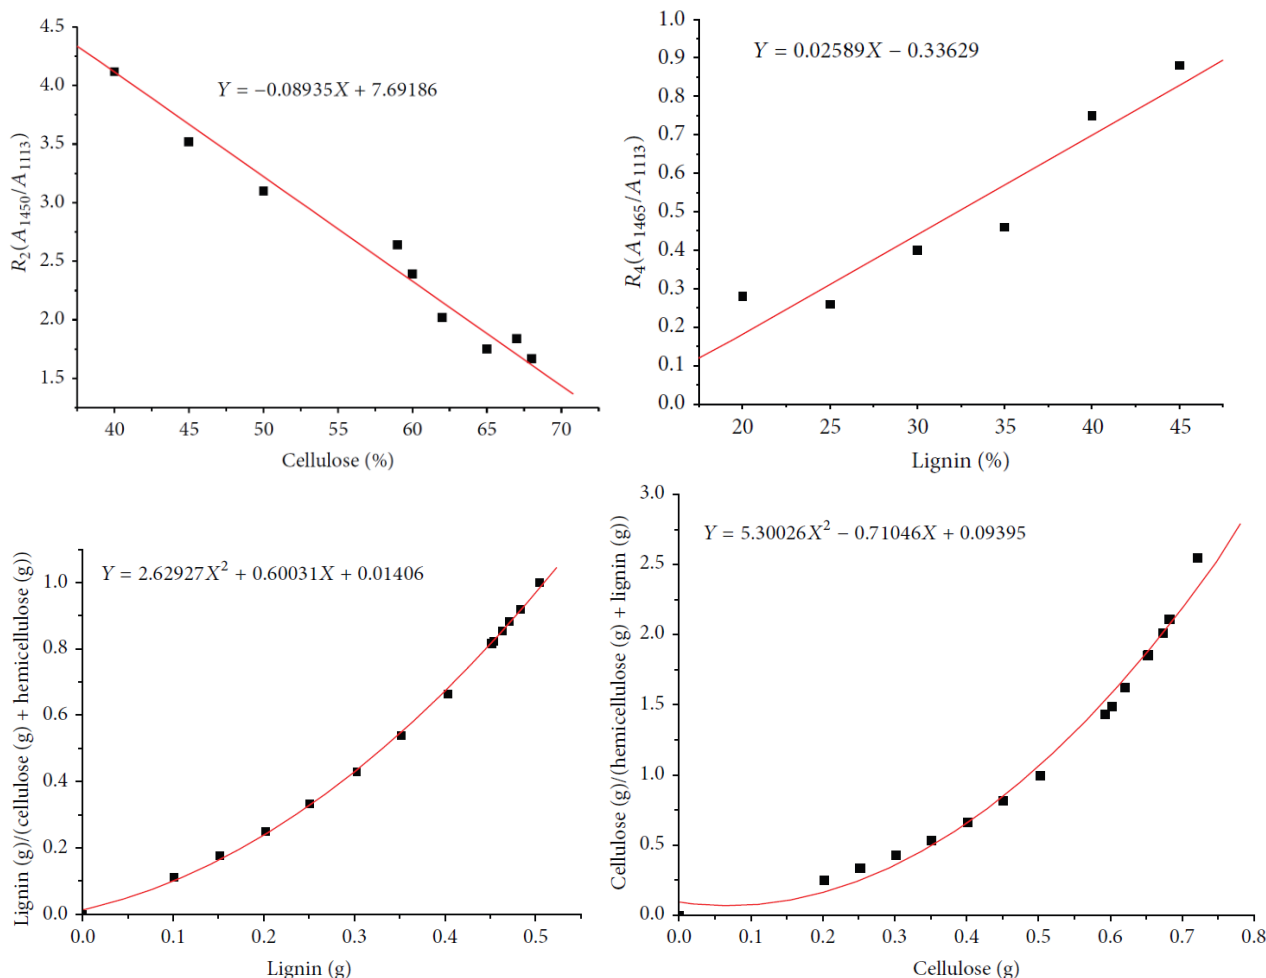 4.5
4.0
3.5
3.0
2.5
2.0
1.5
R2(A1450/A1113)
Y = −0.08935X + 7.69186
40 45 50 55 60 65 70
Cellulose (%)
1.0
0.9
0.8
0.7
0.6
0.5
0.4
0.3
0.2
0.1
0.0
R4(A1465/A1113)
Y = 0.02589X − 0.33629
20 25 30 35 40 45
Lignin (%)
1.0
0.8
0.6
0.4
0.2
0.0
Lignin (g)/(cellulose (g) + hemicellulose (g))
Y = 2.62927X² + 0.60031X + 0.01406
0.0 0.1 0.2 0.3 0.4 0.5
Lignin (g)
3.0
2.5
2.0
1.5
1.0
0.5
0.0
Cellulose (g)/(hemicellulose (g) + lignin (g))
Y = 5.30026X² − 0.71046X + 0.09395
0.0 0.1 0.2 0.3 0.4 0.5 0.6 0.7 0.8
Cellulose (g)